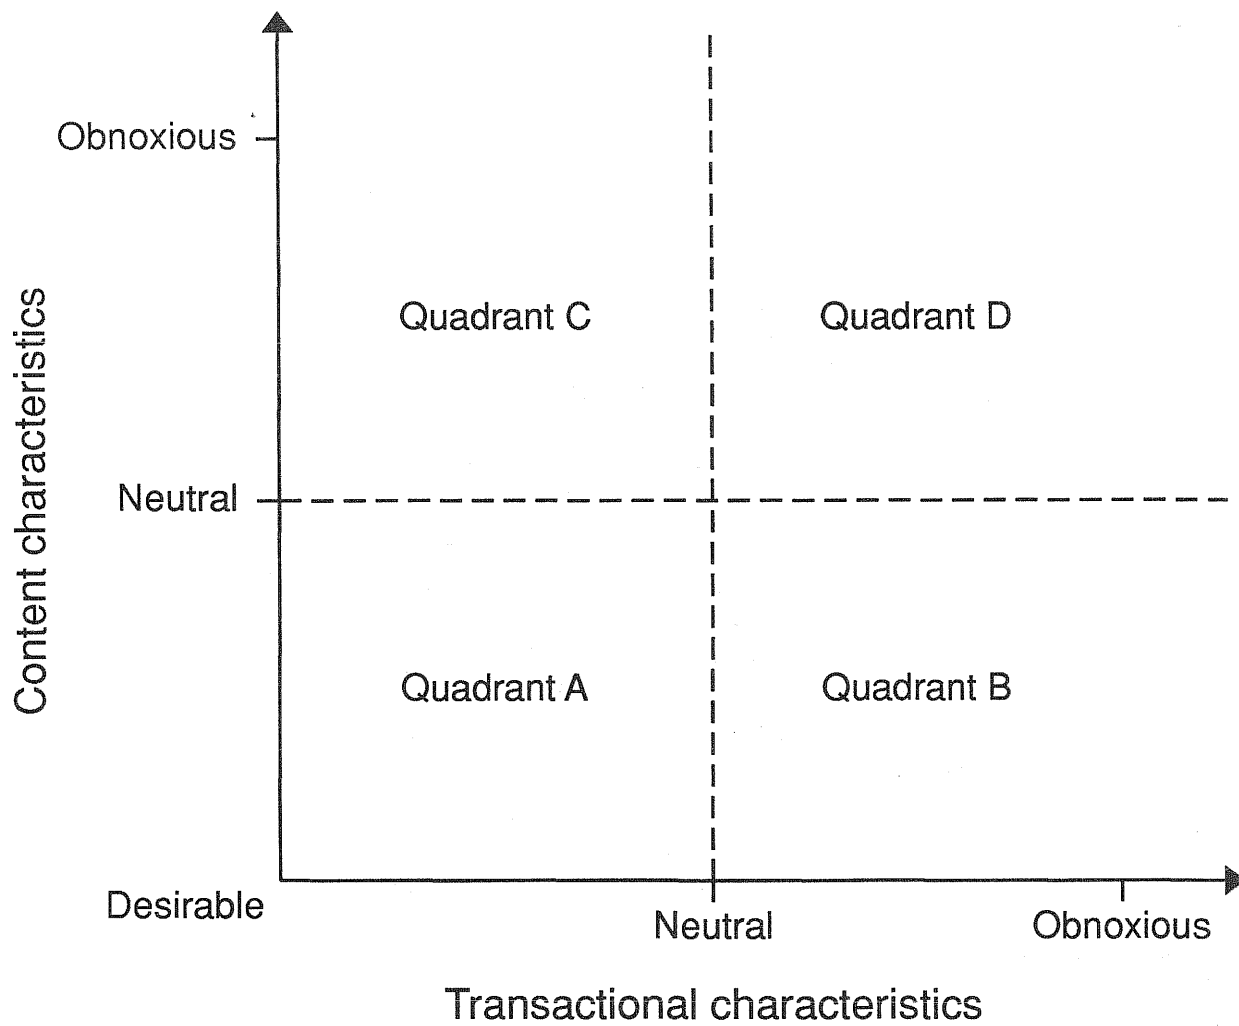 Obnoxious
Quadrant C
Quadrant D
Content characteristics
Neutral
Quadrant A
Quadrant B
Desirable
Neutral
Obnoxious
Transactional characteristics